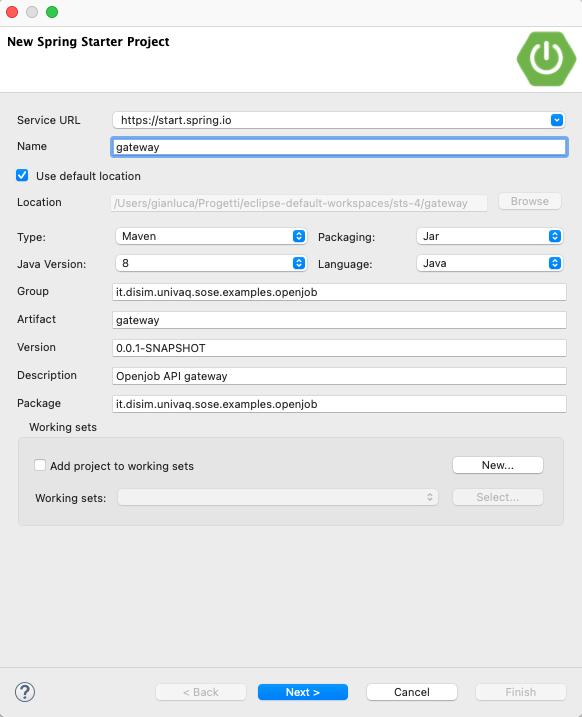 New Spring Starter Project
Service URL https://start.spring.io
Name gateway
Use default location
Location /Users/gianluca/Progetti/eclipse-default-workspaces/sts-4/gateway Browse
Type: Maven Packaging: Jar
Java Version: 8 Language: Java
Group it.disim.univaq.sose.examples.openjob
Artifact gateway
Version 0.0.1-SNAPSHOT
Description Openjob API gateway
Package it.disim.univaq.sose.examples.openjob
Working sets
Add project to working sets New...
Working sets: Select...
? < Back Next > Cancel Finish